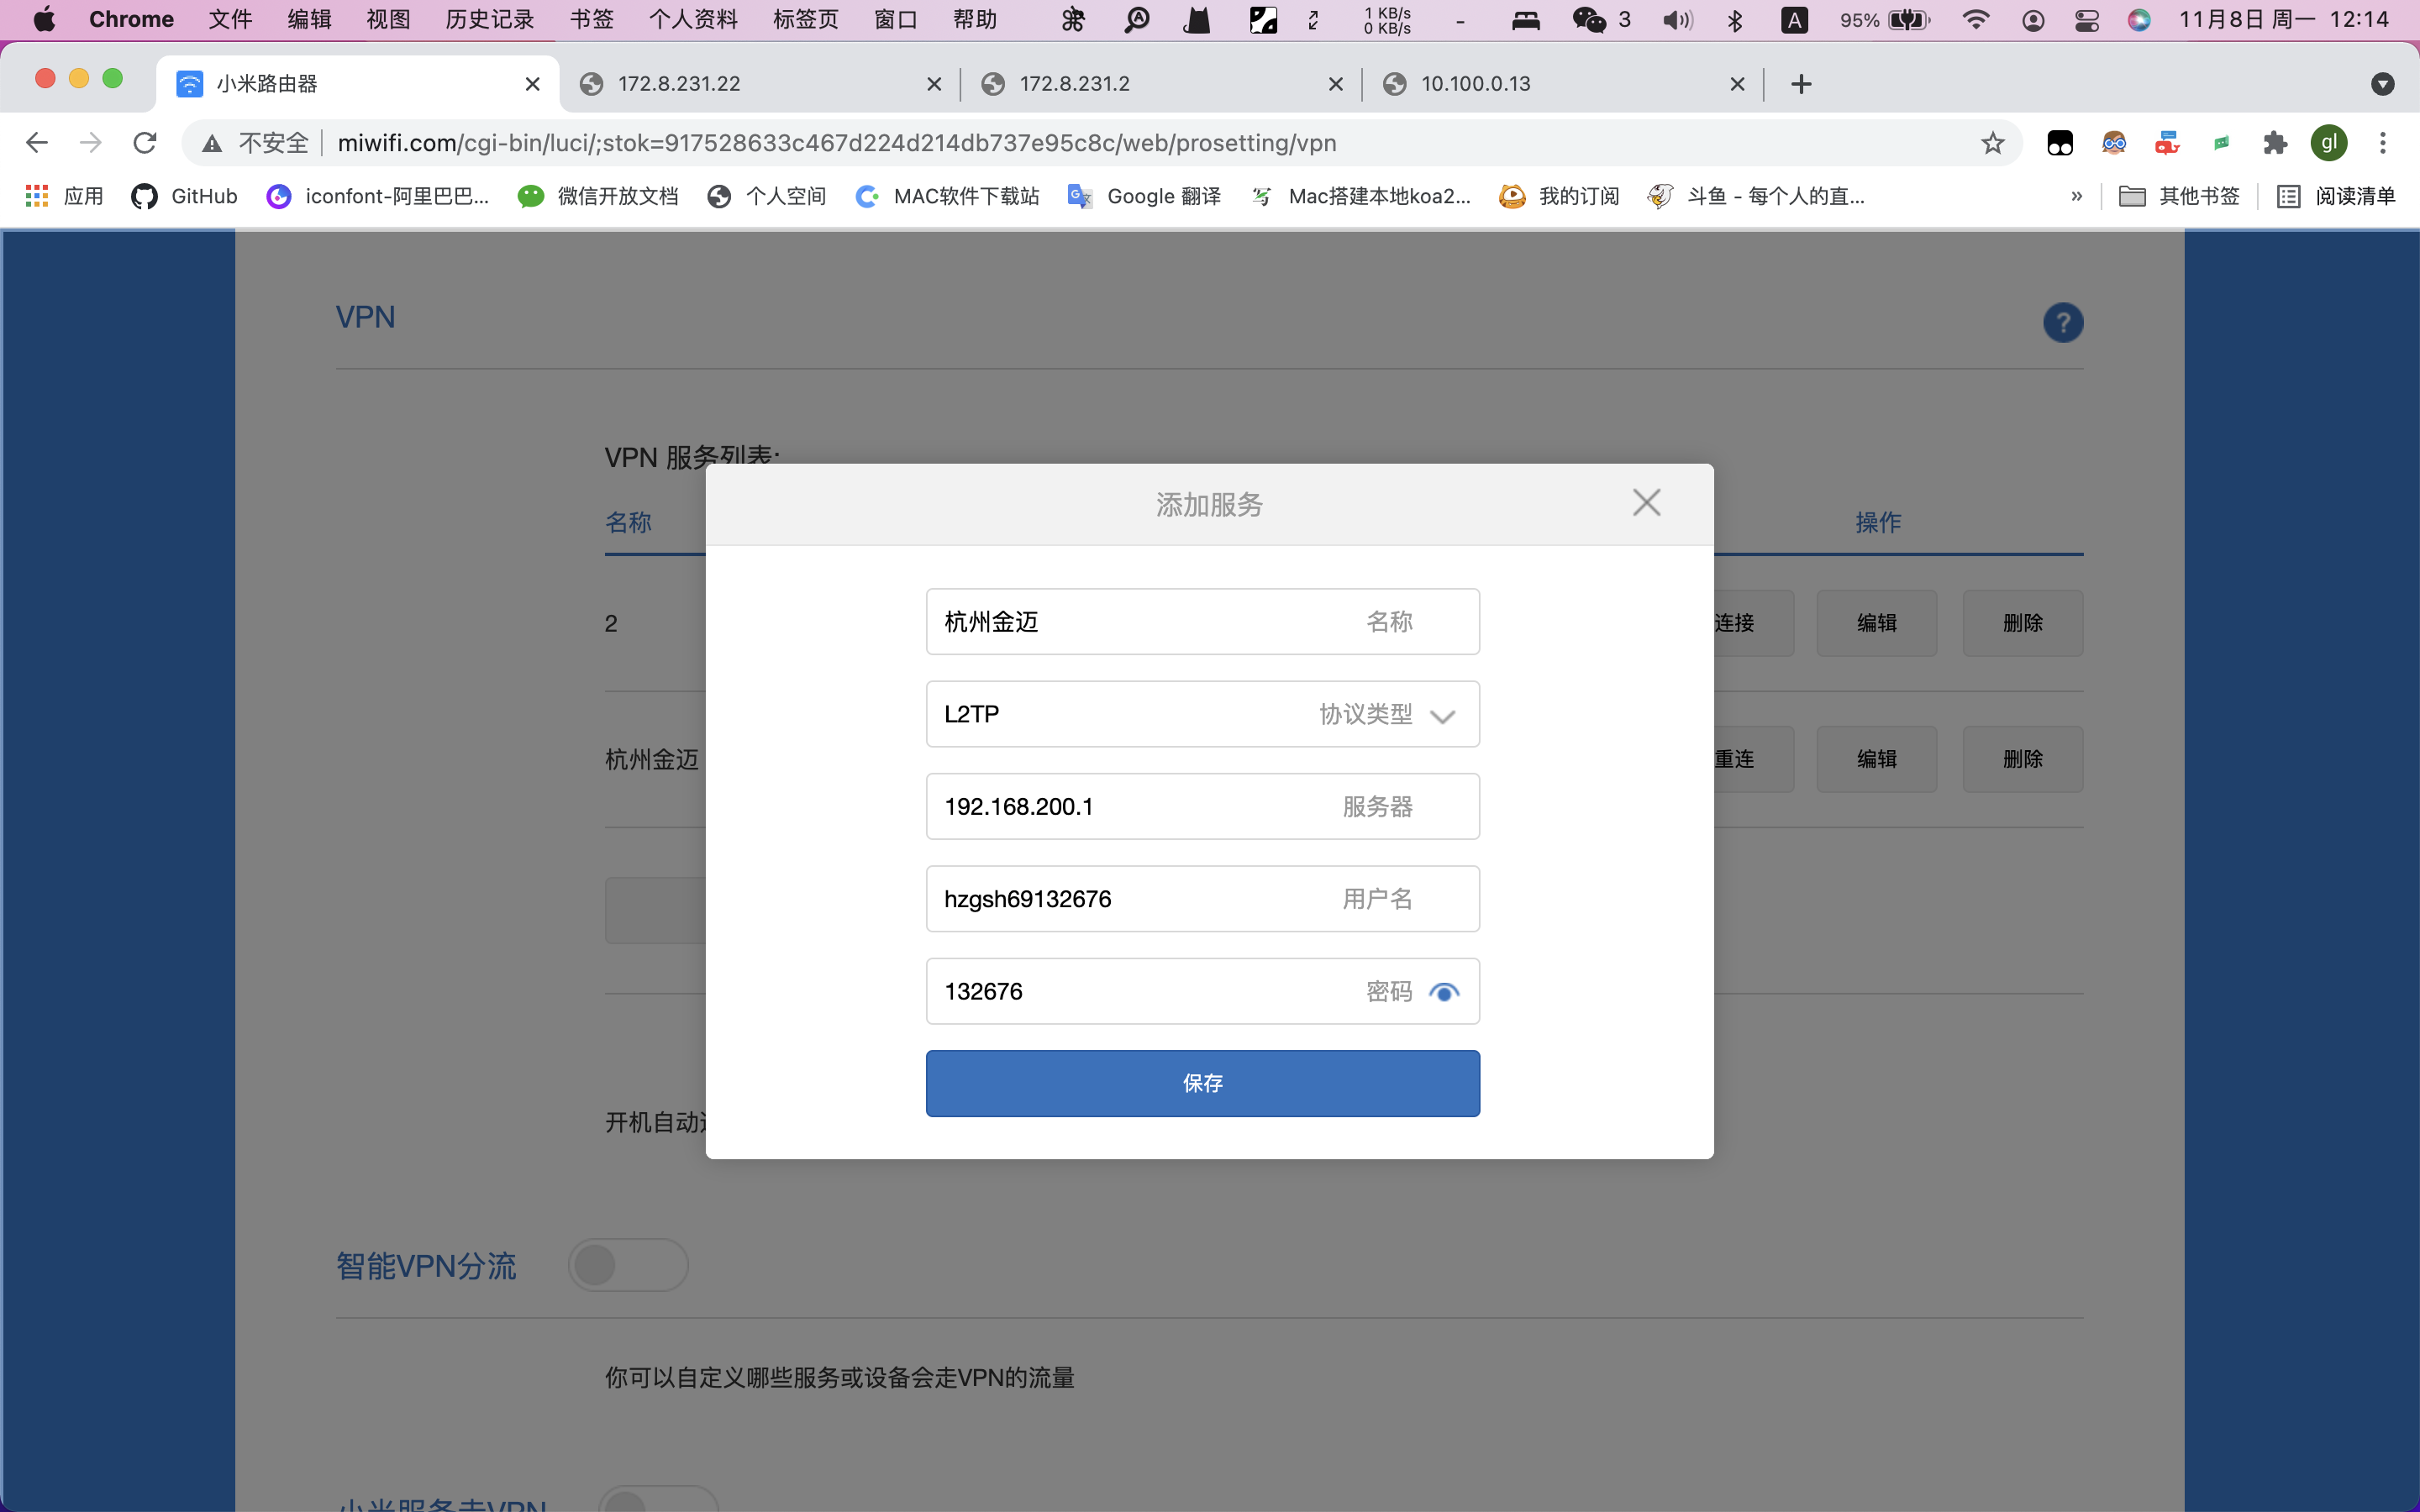 Chrome 文件 编辑 视图 历史记录 书签 个人资料 标签页 窗口 帮助 1 KB/s 0 KB/s - 3 A 95% 11月8日 周一 12:14
小米路由器 172.8.231.22 172.8.231.2 10.100.0.13
不安全 miwifi.com/cgi-bin/luci/;stok=917528633c467d224d214db737e95c8c/web/prosetting/vpn gl
应用 GitHub iconfont-阿里巴巴... 微信开放文档 个人空间 MAC软件下载站 Google 翻译 Mac搭建本地koa2... 我的订阅 斗鱼 - 每个人的直... » 其他书签 阅读清单
VPN ?
VPN 服务列表:
添加服务
名称 操作
杭州金迈 名称
2 连接 编辑 删除
L2TP 协议类型
杭州金迈 重连 编辑 删除
192.168.200.1 服务器
hzgsh69132676 用户名
132676 密码
保存
开机自动
智能VPN分流
你可以自定义哪些服务或设备会走VPN的流量
小米服务走VPN